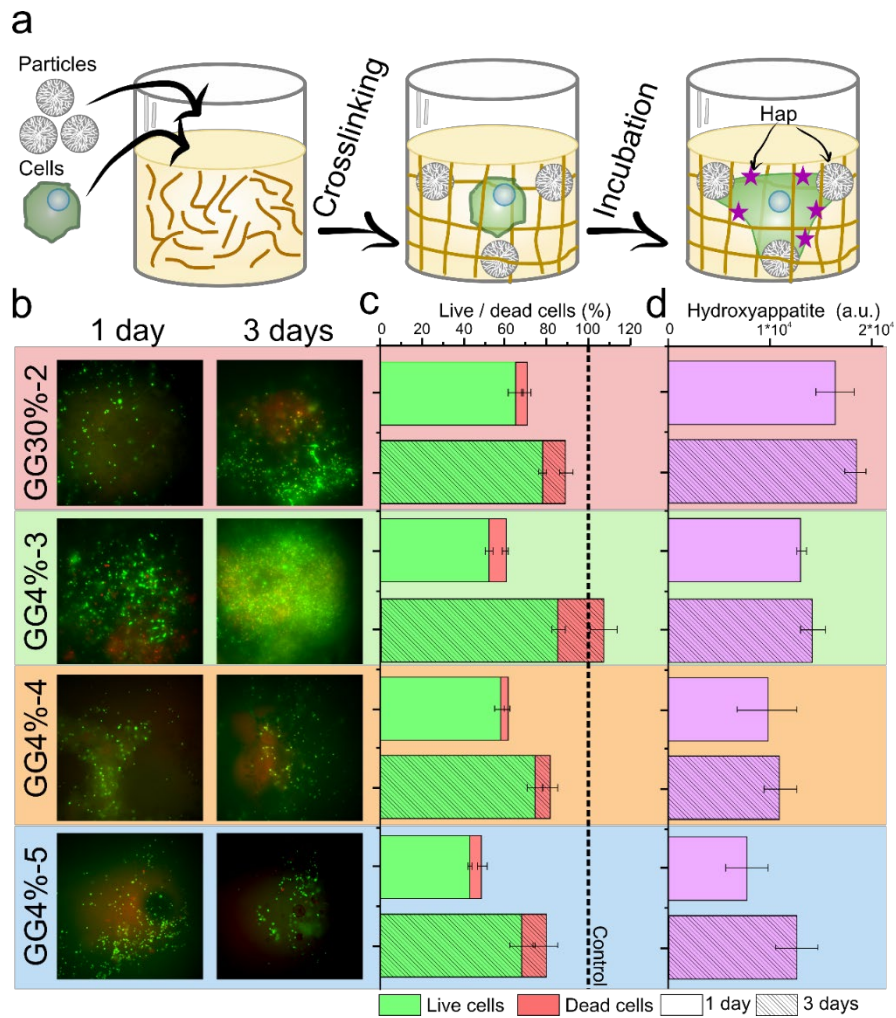 a
Particles
Cells
Crosslinking
Incubation
Hap
b
1 day
3 days
c
Live / dead cells (%)
0 20 40 60 80 100 120
d
Hydroxyappatite (a.u.)
0 1*10⁴ 2*10⁴
GG30%-2
GG4%-3
GG4%-4
GG4%-5
Control
Live cells
Dead cells
1 day
3 days